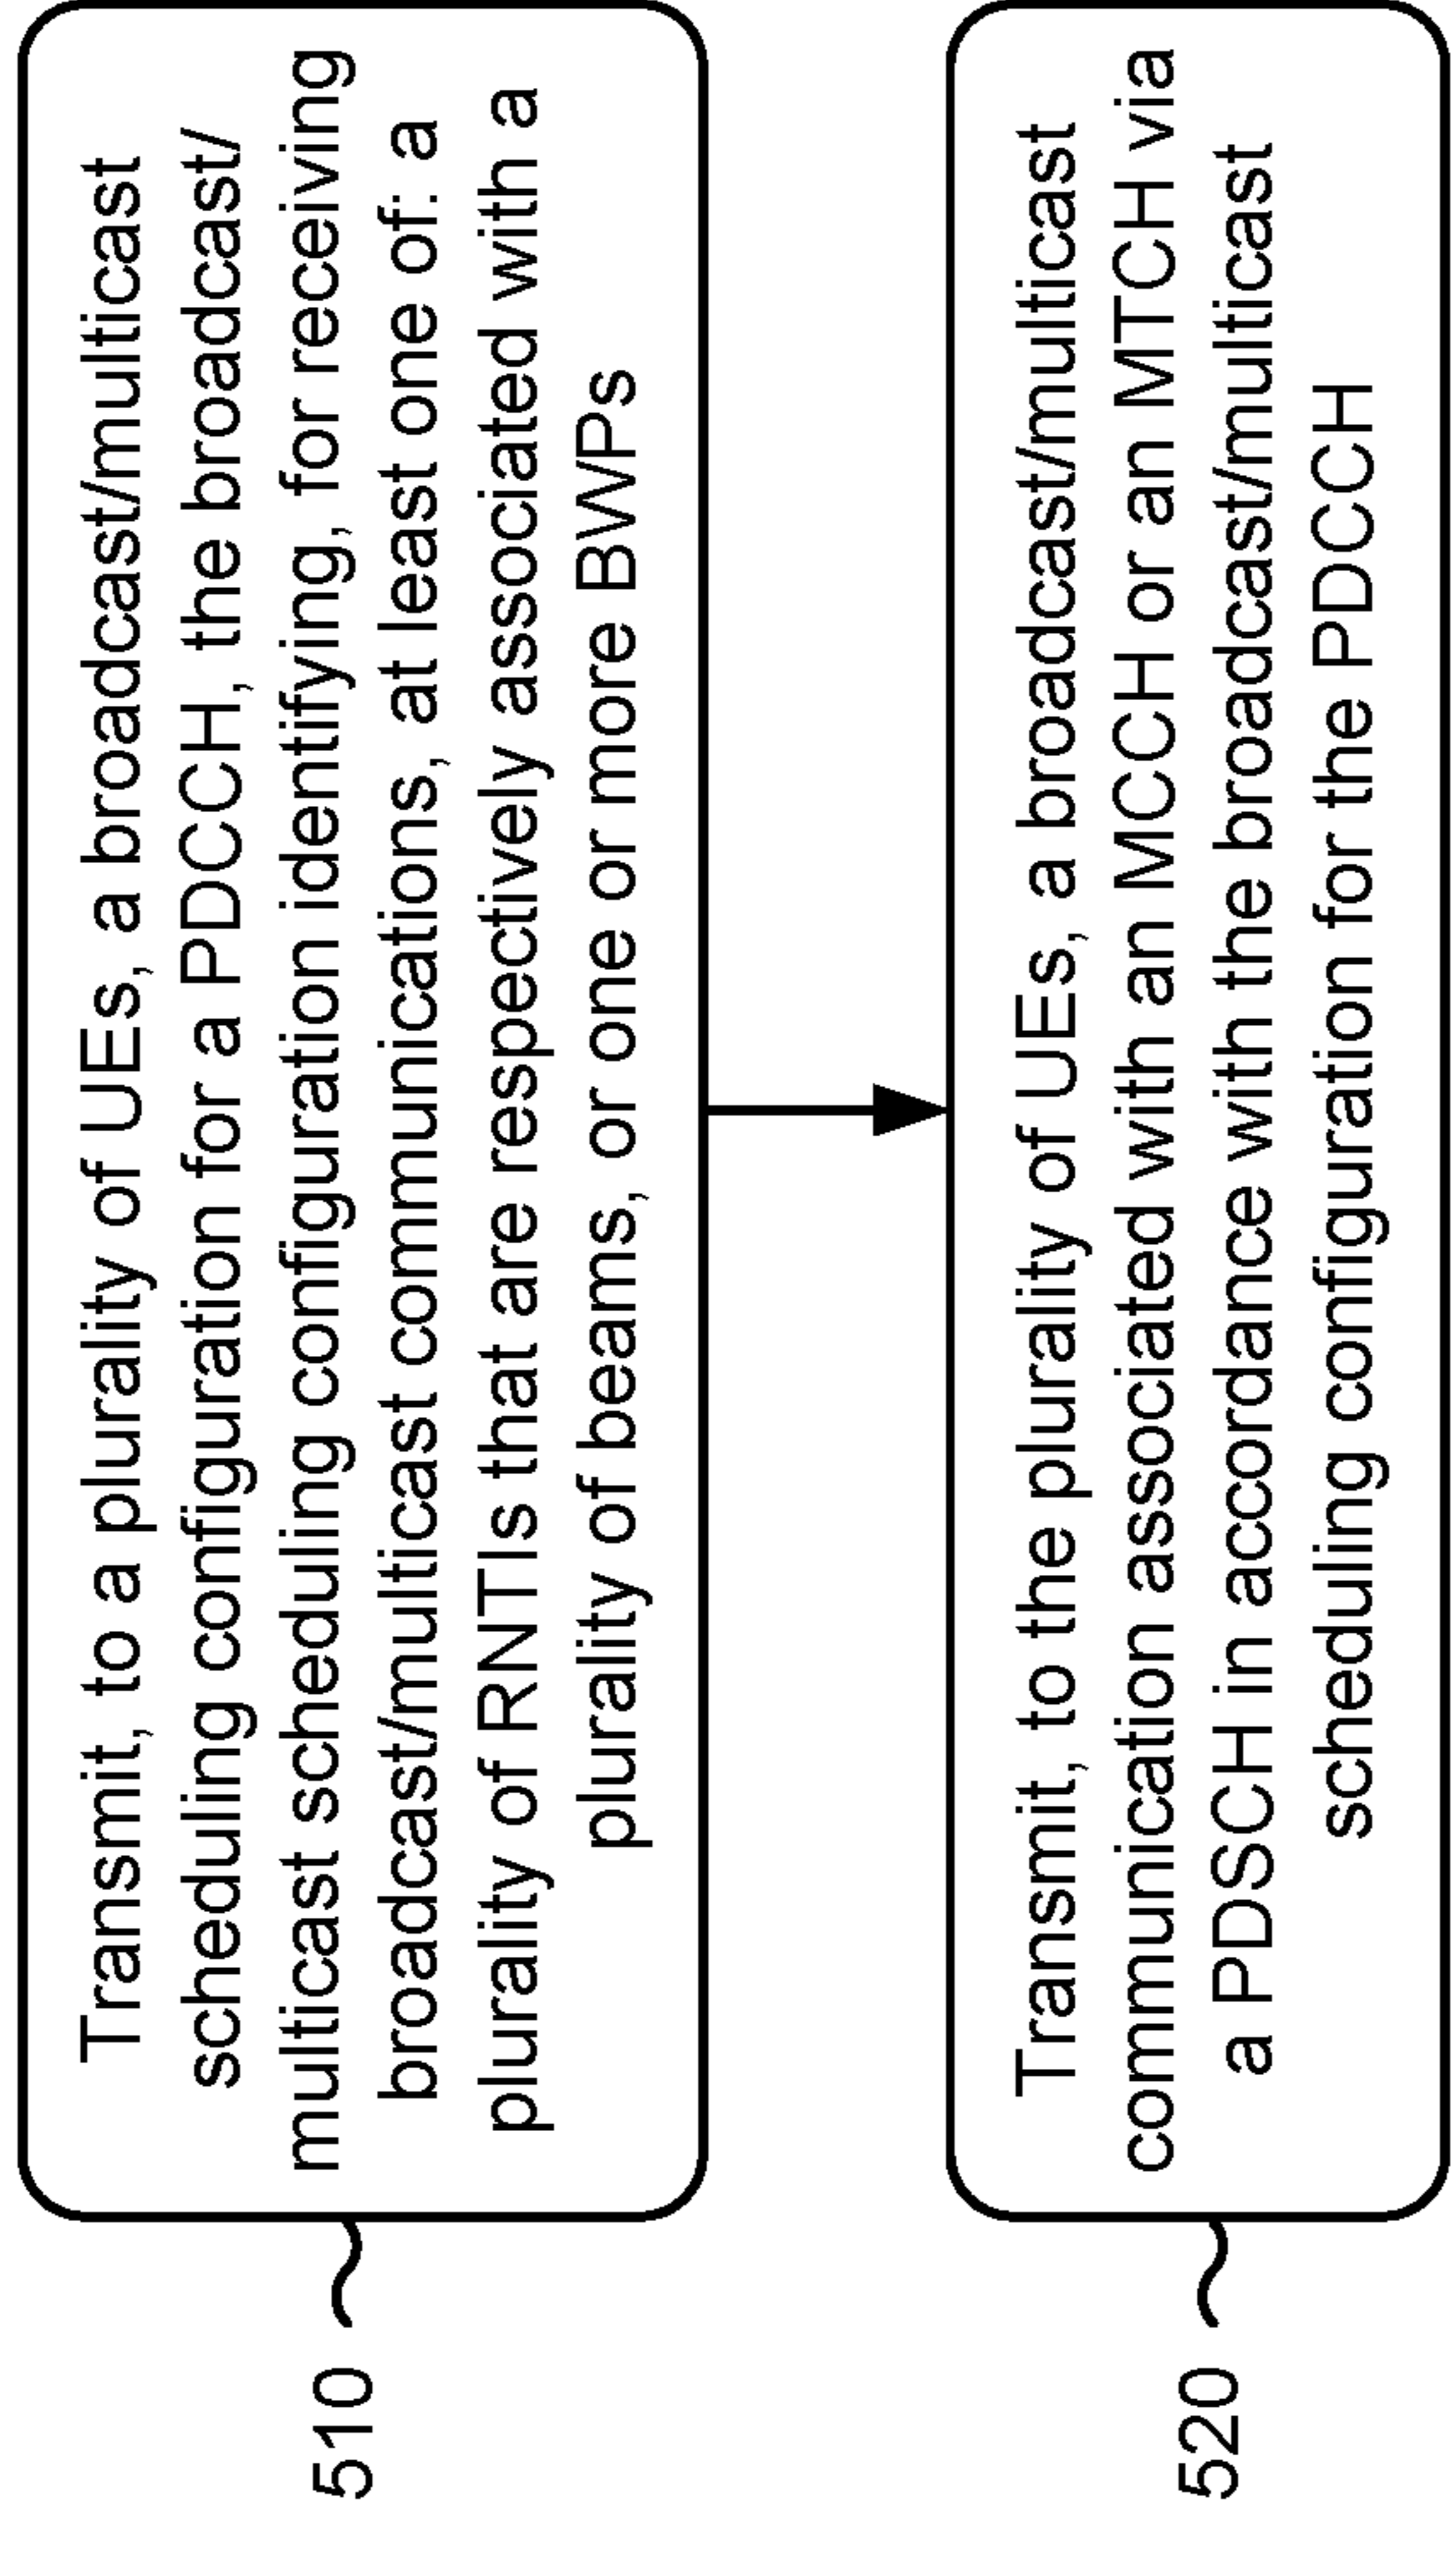 510
Transmit, to a plurality of UEs, a broadcast/multicast
scheduling configuration for a PDCCH, the broadcast/
multicast scheduling configuration identifying, for receiving
broadcast/multicast communications, at least one of: a
plurality of RNTIs that are respectively associated with a
plurality of beams, or one or more BWPs
520
Transmit, to the plurality of UEs, a broadcast/multicast
communication associated with an MCCH or an MTCH via
a PDSCH in accordance with the broadcast/multicast
scheduling configuration for the PDCCH